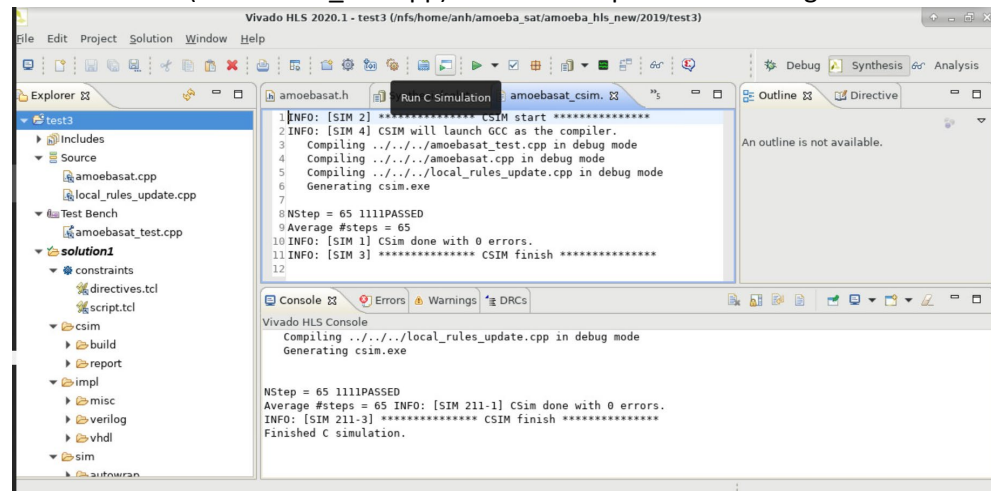 Vivado HLS 2020.1 - test3 (/nfs/home/anh/amoeba_sat/amoeba_hls_new/2019/test3)
File Edit Project Solution Window Help
Debug Synthesis Analysis
Explorer
test3
Includes
Source
amoebasat.cpp
local_rules_update.cpp
Test Bench
amoebasat_test.cpp
solution1
constraints
directives.tcl
script.tcl
csim
build
report
impl
misc
verilog
vhdl
sim
autowrap
amoebasat.h amoebasat_csim. "5
Run C Simulation
1 INFO: [SIM 2] *************** CSIM start ***************
2 INFO: [SIM 4] CSIM will launch GCC as the compiler.
3 Compiling ../../../amoebasat_test.cpp in debug mode
4 Compiling ../../../amoebasat.cpp in debug mode
5 Compiling ../../../local_rules_update.cpp in debug mode
6 Generating csim.exe
7
8 NStep = 65 1111PASSED
9 Average #steps = 65
10 INFO: [SIM 1] CSim done with 0 errors.
11 INFO: [SIM 3] *************** CSIM finish ***************
12
Outline Directive
An outline is not available.
Console Errors Warnings DRCs
Vivado HLS Console
Compiling ../../../local_rules_update.cpp in debug mode
Generating csim.exe
NStep = 65 1111PASSED
Average #steps = 65 INFO: [SIM 211-1] CSim done with 0 errors.
INFO: [SIM 211-3] *************** CSIM finish ***************
Finished C simulation.